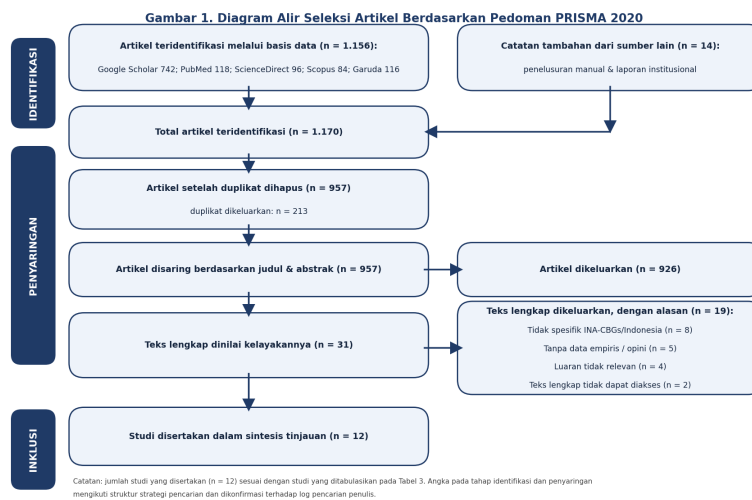 Gambar 1. Diagram Alir Seleksi Artikel Berdasarkan Pedoman PRISMA 2020
IDENTIFIKASI
Artikel teridentifikasi melalui basis data (n = 1.156):
Google Scholar 742; PubMed 118; ScienceDirect 96; Scopus 84; Garuda 116
Catatan tambahan dari sumber lain (n = 14):
penelusuran manual & laporan institusional
Total artikel teridentifikasi (n = 1.170)
PENYARINGAN
Artikel setelah duplikat dihapus (n = 957)
duplikat dikeluarkan: n = 213
Artikel disaring berdasarkan judul & abstrak (n = 957)
Artikel dikeluarkan (n = 926)
Teks lengkap dinilai kelayakannya (n = 31)
Teks lengkap dikeluarkan, dengan alasan (n = 19):
Tidak spesifik INA-CBGs/Indonesia (n = 8)
Tanpa data empiris / opini (n = 5)
Luaran tidak relevan (n = 4)
Teks lengkap tidak dapat diakses (n = 2)
INKLUSI
Studi disertakan dalam sintesis tinjauan (n = 12)
Catatan: jumlah studi yang disertakan (n = 12) sesuai dengan studi yang ditabulasikan pada Tabel 3. Angka pada tahap identifikasi dan penyaringan
mengikuti struktur strategi pencarian dan dikonfirmasi terhadap log pencarian penulis.